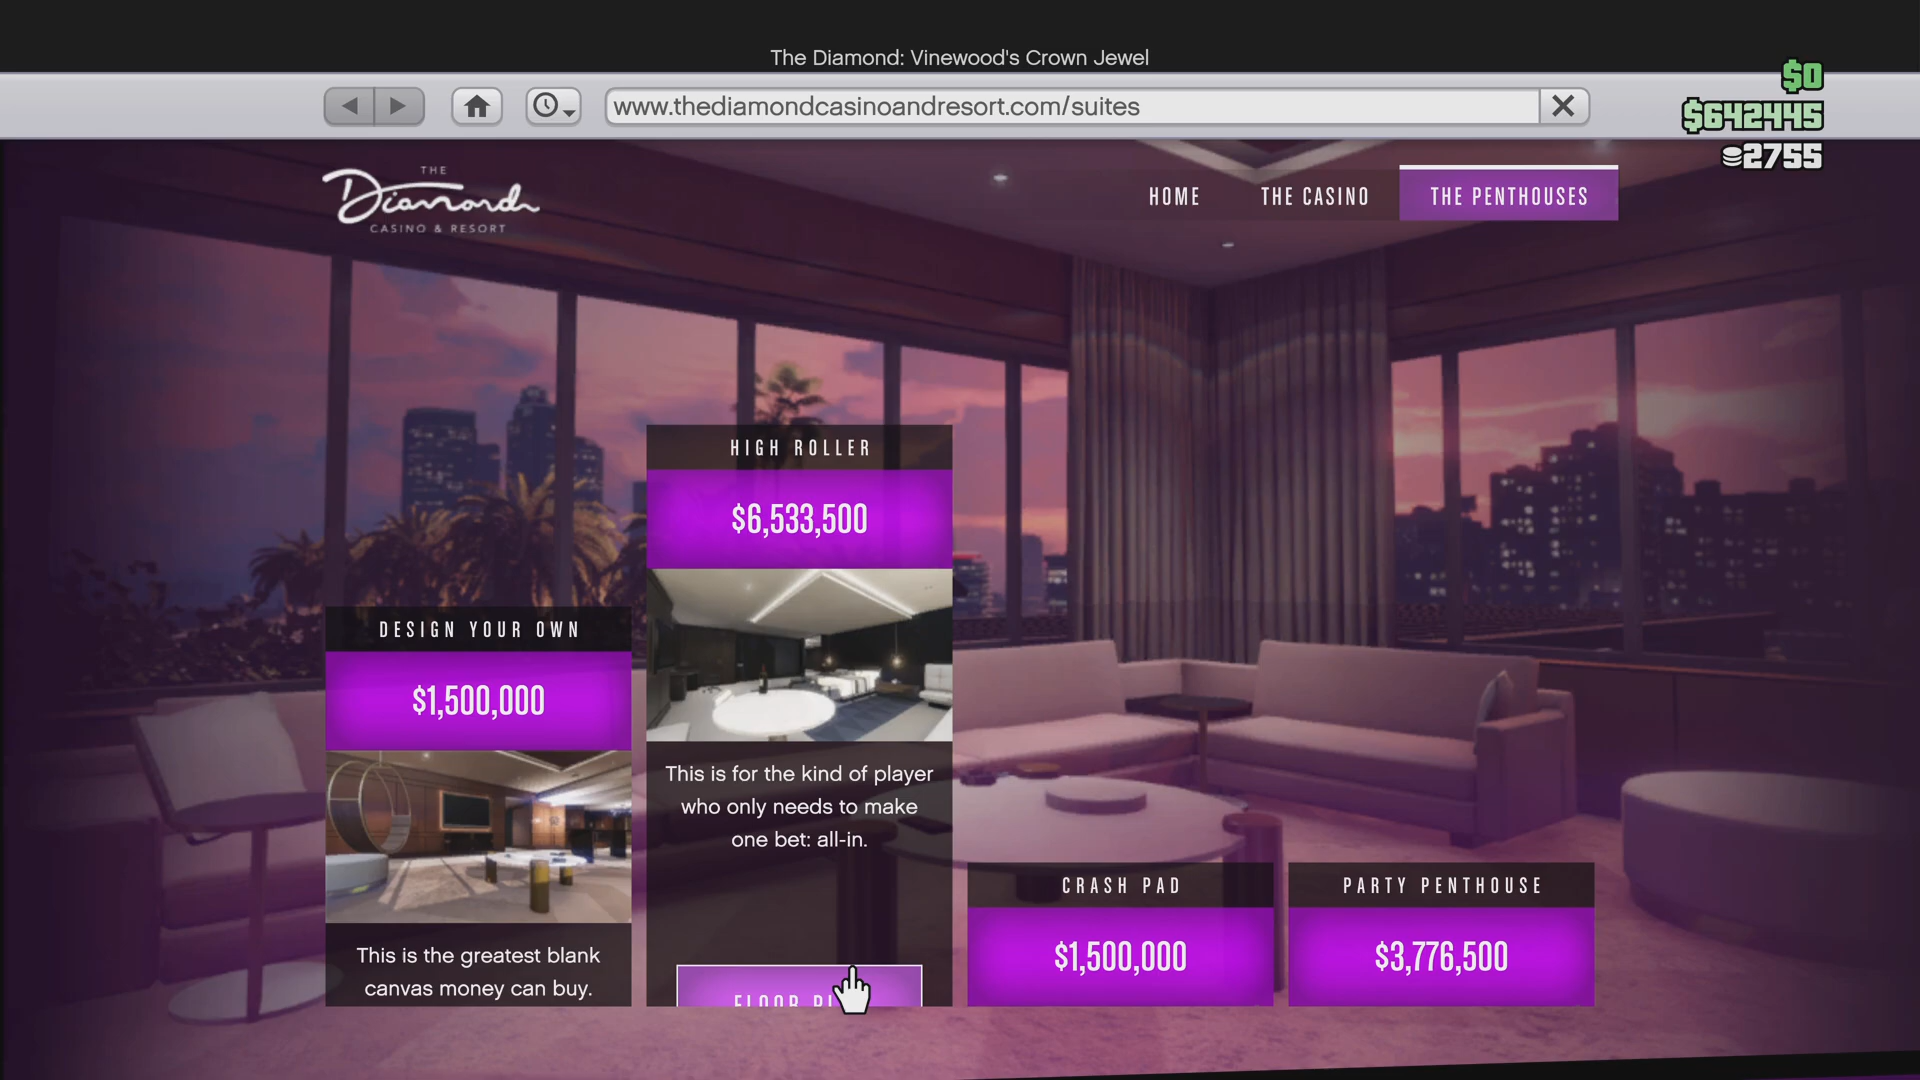 The Diamond: Vinewood's Crown Jewel
www.thediamondcasinoandresort.com/suites
$0
$642445
2755
THE
Diamond
CASINO & RESORT
HOME
THE CASINO
THE PENTHOUSES
HIGH ROLLER
$6,533,500
This is for the kind of player
who only needs to make
one bet: all-in.
DESIGN YOUR OWN
$1,500,000
This is the greatest blank
canvas money can buy.
FLOOR
CRASH PAD
$1,500,000
PARTY PENTHOUSE
$3,776,500